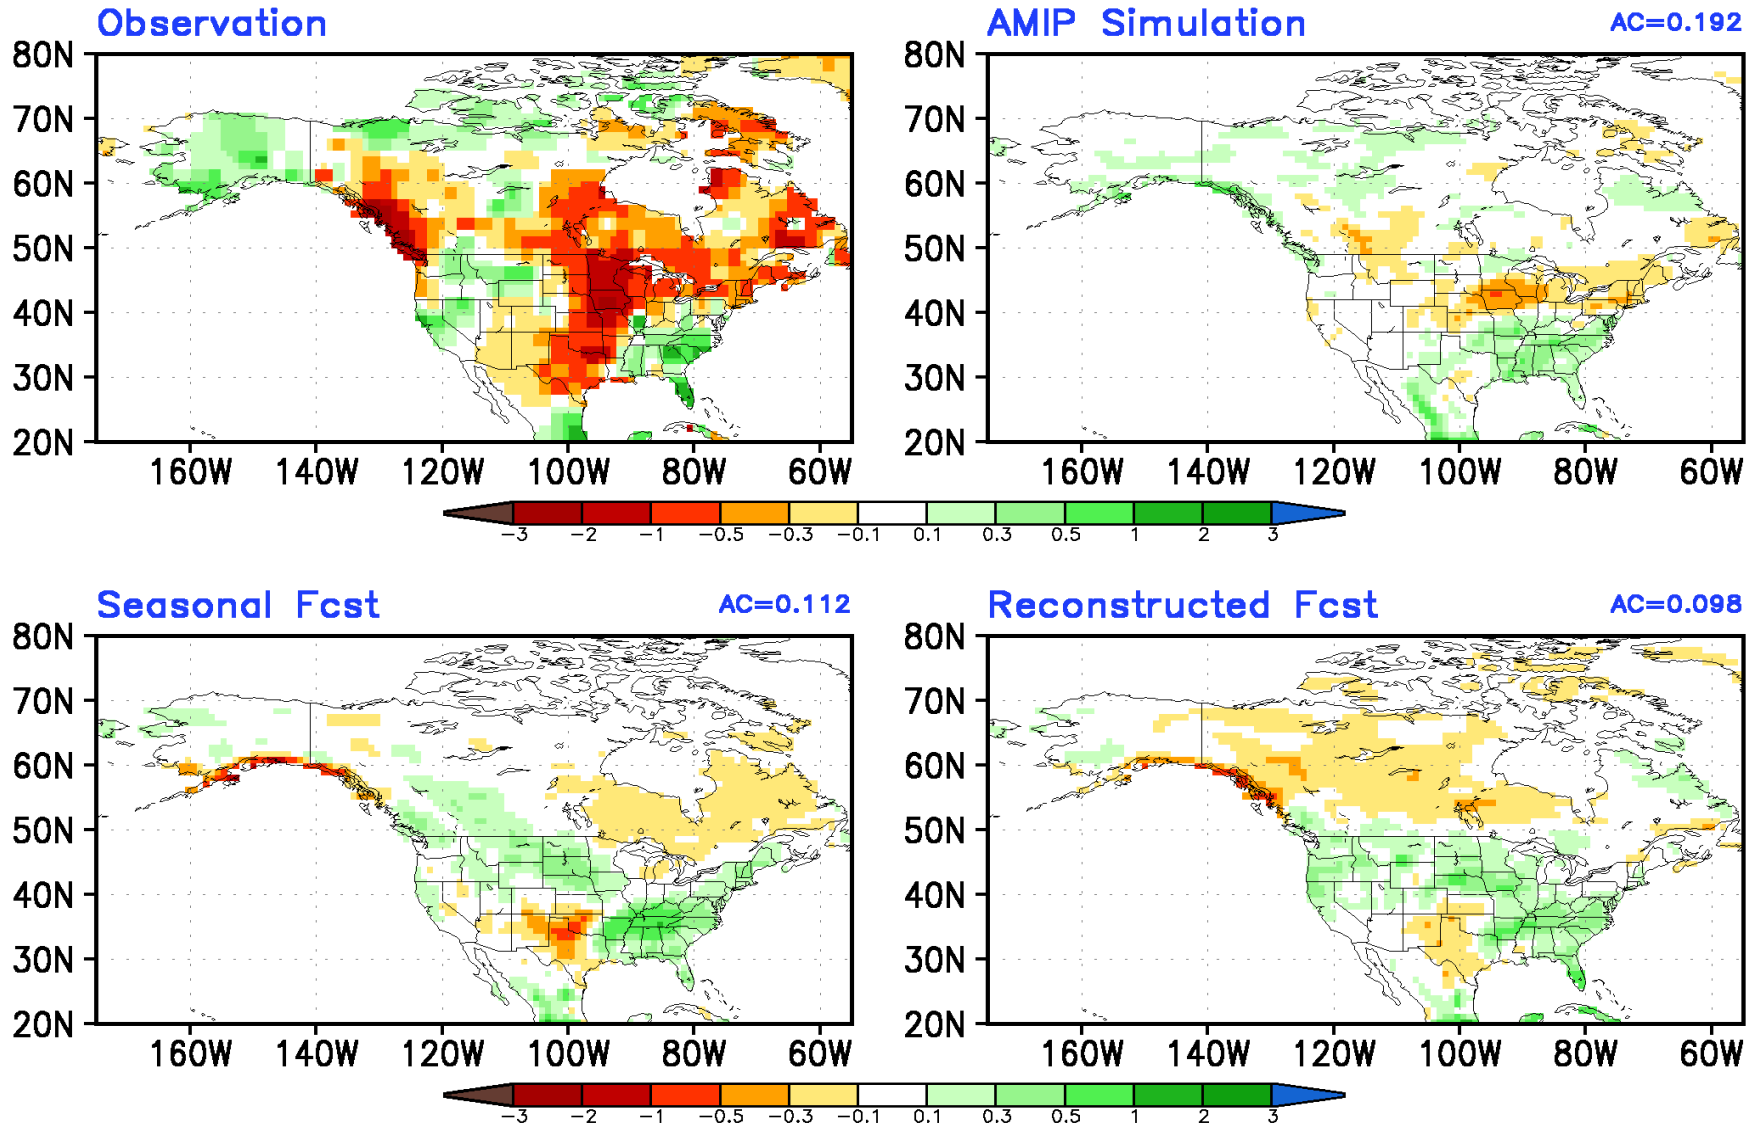 Observation
AMIP Simulation AC=0.192
80N 80N
70N 70N
60N 60N
50N 50N
40N 40N
30N 30N
20N 20N
160W 140W 120W 100W 80W 60W 160W 140W 120W 100W 80W 60W
-3 -2 -1 -0.5 -0.3 -0.1 0.1 0.3 0.5 1 2 3
Seasonal Fcst AC=0.112
Reconstructed Fcst AC=0.098
80N 80N
70N 70N
60N 60N
50N 50N
40N 40N
30N 30N
20N 20N
160W 140W 120W 100W 80W 60W 160W 140W 120W 100W 80W 60W
-3 -2 -1 -0.5 -0.3 -0.1 0.1 0.3 0.5 1 2 3